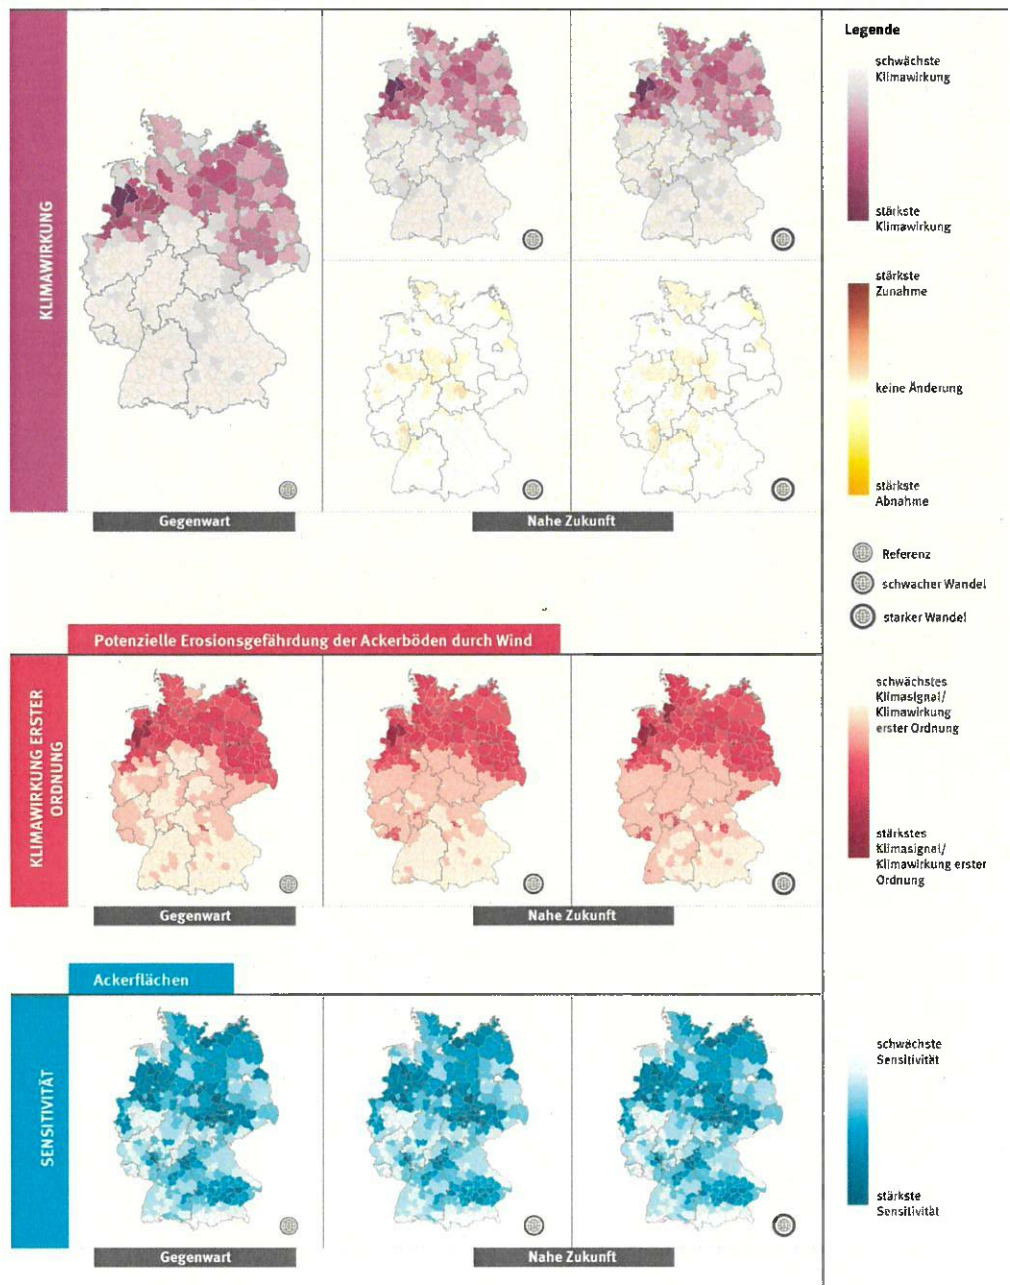 Legende
schwächste
Klimawirkung
stärkste
Klimawirkung
stärkste
Zunahme
keine Änderung
stärkste
Abnahme
Referenz
schwacher Wandel
starker Wandel
KLIMAWIRKUNG
Gegenwart
Nahe Zukunft
Potenzielle Erosionsgefährdung der Ackerböden durch Wind
KLIMAWIRKUNG ERSTER
ORDNUNG
schwächstes
Klimasignal/
Klimawirkung
erster Ordnung
stärkstes
Klimasignal/
Klimawirkung erster
Ordnung
Gegenwart
Nahe Zukunft
Ackerflächen
SENSITIVITÄT
schwächste
Sensitivität
stärkste
Sensitivität
Gegenwart
Nahe Zukunft